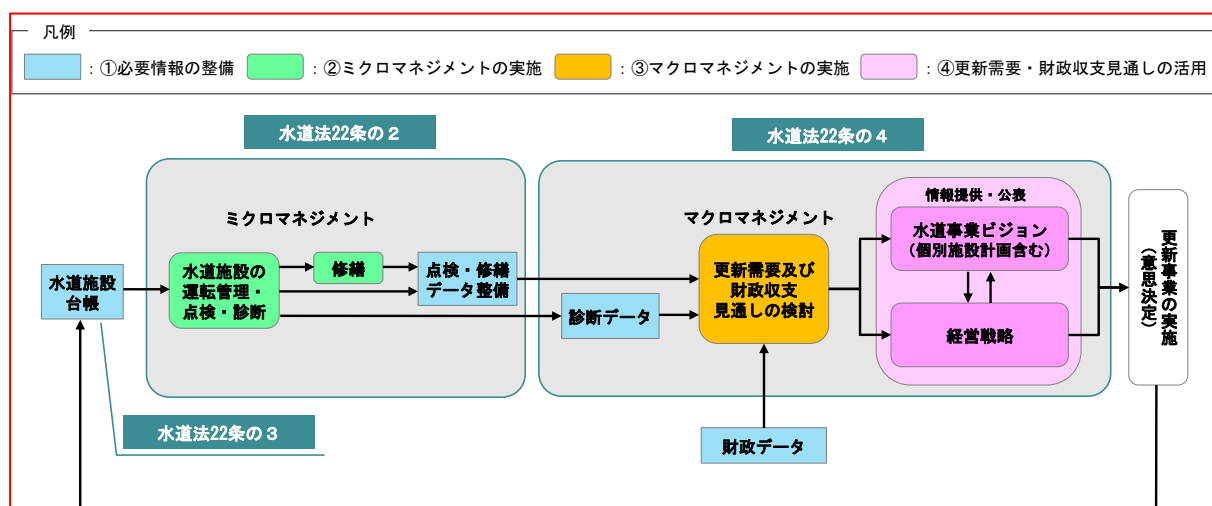 凡例
：①必要情報の整備
：②ミクロマネジメントの実施
：③マクロマネジメントの実施
：④更新需要・財政収支見通しの活用
水道法22条の２
水道法22条の４
ミクロマネジメント
マクロマネジメント
情報提供・公表
水道施設
台帳
水道施設の
運転管理・
点検・診断
修繕
点検・修繕
データ整備
診断データ
更新需要及び
財政収支
見通しの検討
水道事業ビジョン
（個別施設計画含む）
経営戦略
更新事業の実施
（意思決定）
水道法22条の３
財政データ